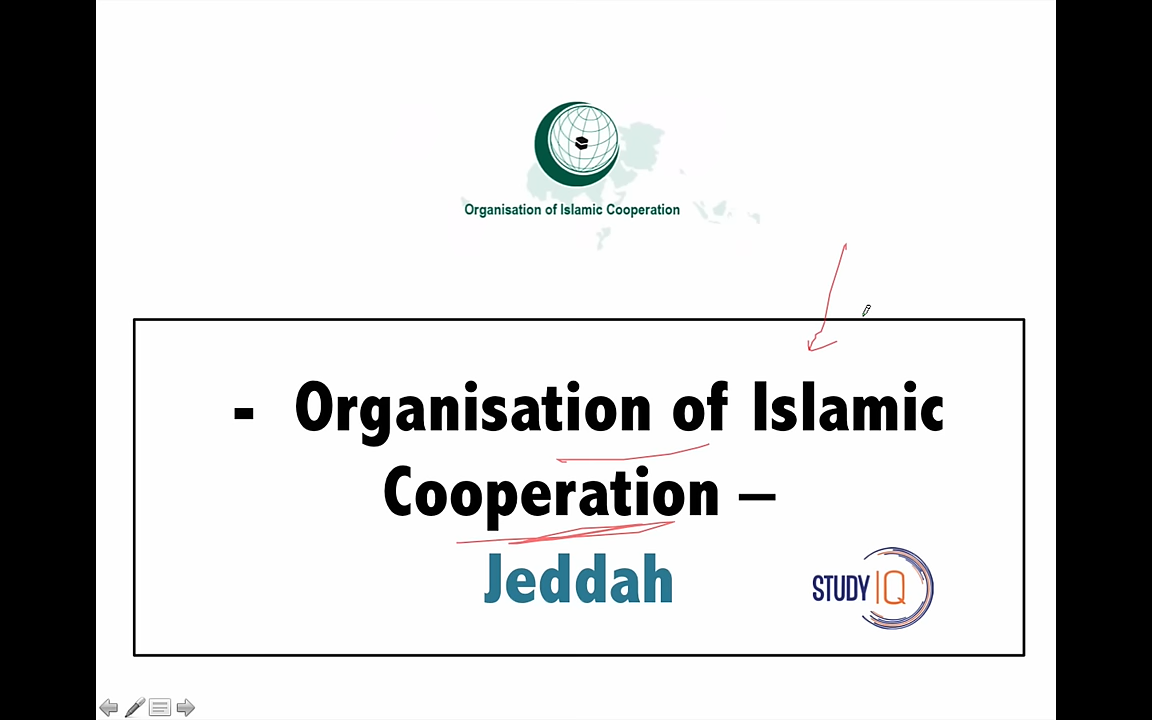 Organisation of Islamic Cooperation
- Organisation of Islamic
Cooperation –
Jeddah
STUDY IQ